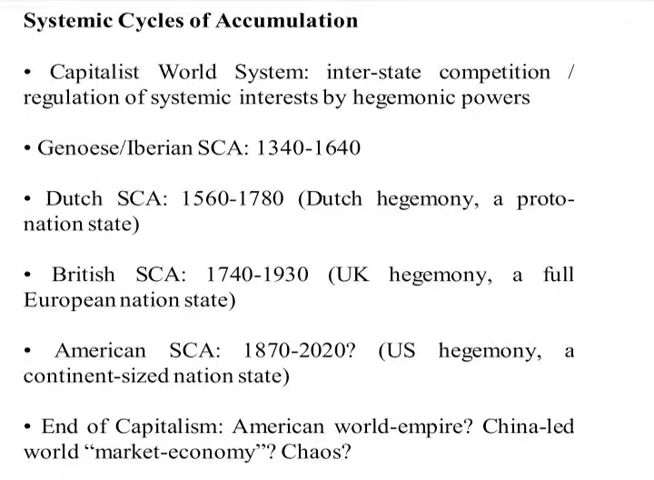 Systemic Cycles of Accumulation
• Capitalist World System: inter-state competition /
regulation of systemic interests by hegemonic powers
• Genoese/Iberian SCA: 1340-1640
• Dutch SCA: 1560-1780 (Dutch hegemony, a proto-
nation state)
• British SCA: 1740-1930 (UK hegemony, a full
European nation state)
• American SCA: 1870-2020? (US hegemony, a
continent-sized nation state)
• End of Capitalism: American world-empire? China-led
world “market-economy”? Chaos?